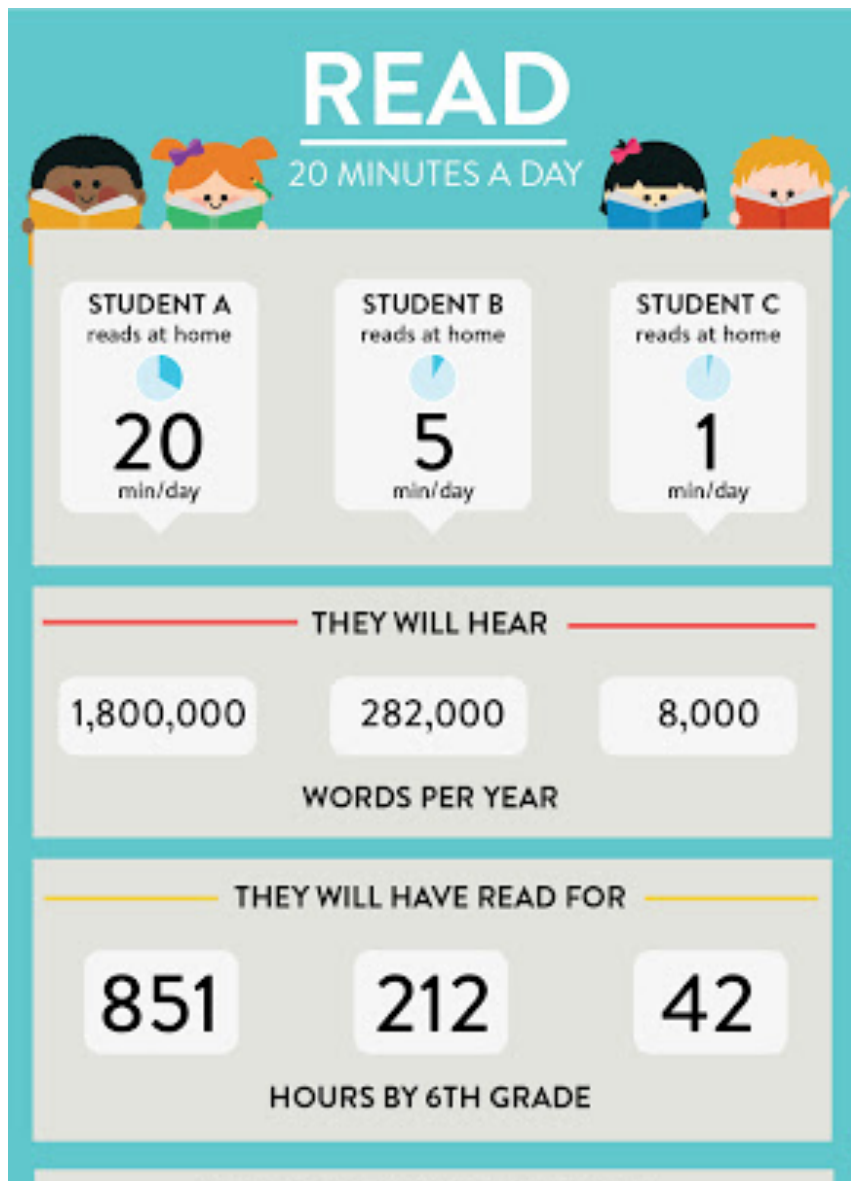 READ
20 MINUTES A DAY
STUDENT A
reads at home
20
min/day
STUDENT B
reads at home
5
min/day
STUDENT C
reads at home
1
min/day
THEY WILL HEAR
1,800,000
282,000
8,000
WORDS PER YEAR
THEY WILL HAVE READ FOR
851
212
42
HOURS BY 6TH GRADE